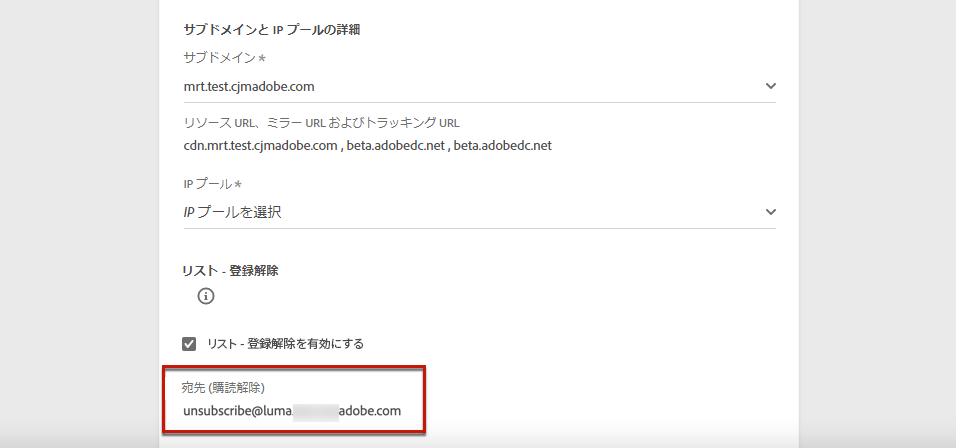 サブドメインと IP プールの詳細
サブドメイン *
mrt.test.cjmadobe.com
リソース URL、ミラー URL およびトラッキング URL
cdn.mrt.test.cjmadobe.com , beta.adobedc.net , beta.adobedc.net
IP プール *
IP プールを選択
リスト - 登録解除
リスト - 登録解除を有効にする
宛先 (購読解除)
unsubscribe@luma. adobe.com